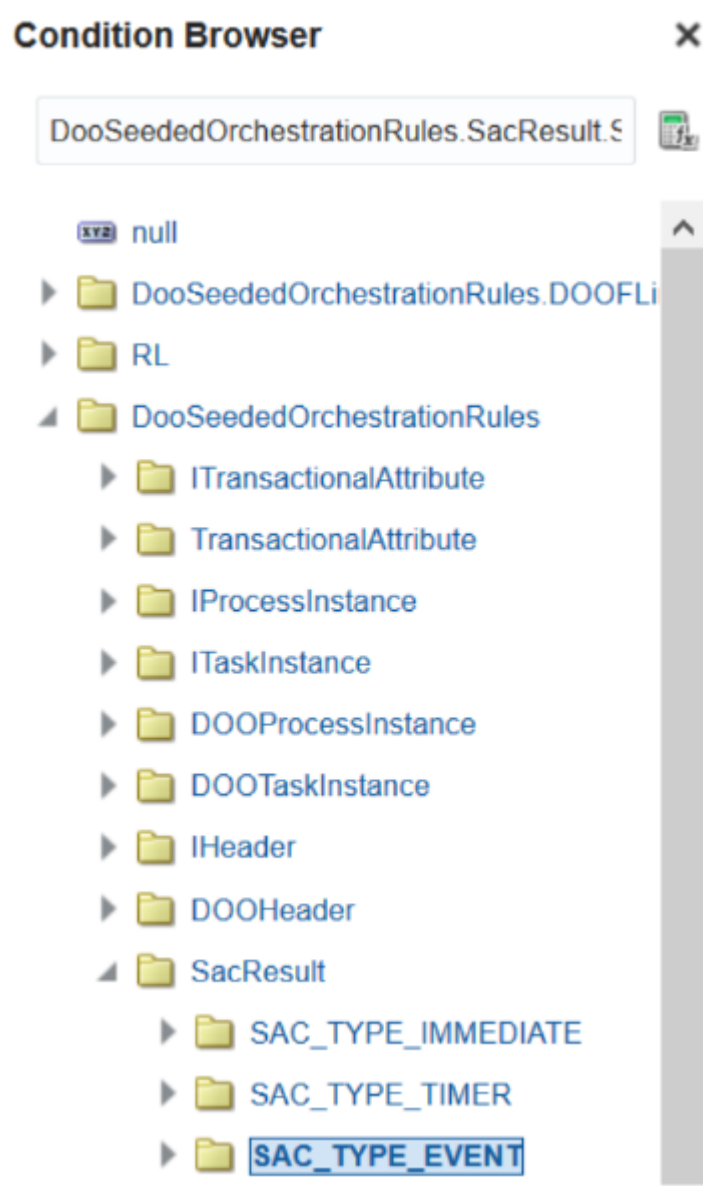 Condition Browser
DooSeededOrchestrationRules.SacResult.S
null
DooSeededOrchestrationRules.DOOFLi
RL
DooSeededOrchestrationRules
ITransactionalAttribute
TransactionalAttribute
IProcessInstance
ITaskInstance
DOOProcessInstance
DOOTaskInstance
IHeader
DOOHeader
SacResult
SAC_TYPE_IMMEDIATE
SAC_TYPE_TIMER
SAC_TYPE_EVENT